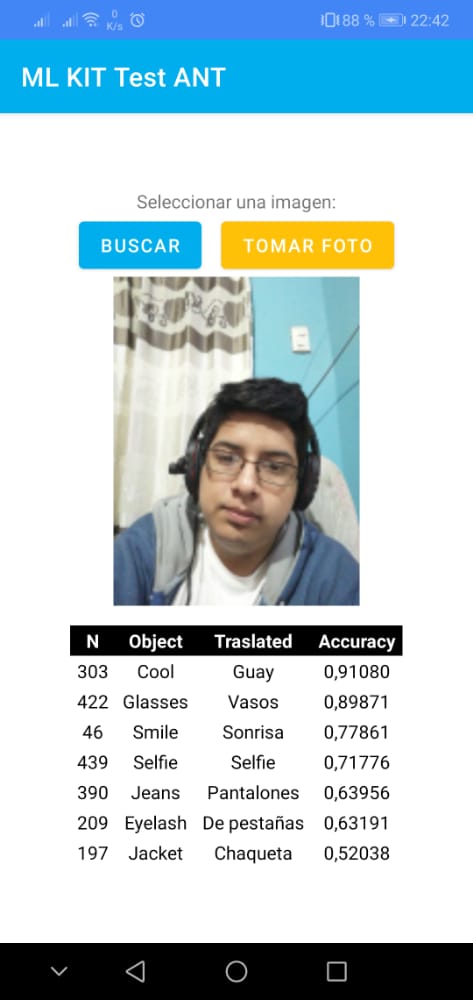 0 K/s 88 % 22:42
ML KIT Test ANT
Seleccionar una imagen:
BUSCAR TOMAR FOTO
N Object Traslated Accuracy
303 Cool Guay 0,91080
422 Glasses Vasos 0,89871
46 Smile Sonrisa 0,77861
439 Selfie Selfie 0,71776
390 Jeans Pantalones 0,63956
209 Eyelash De pestañas 0,63191
197 Jacket Chaqueta 0,52038